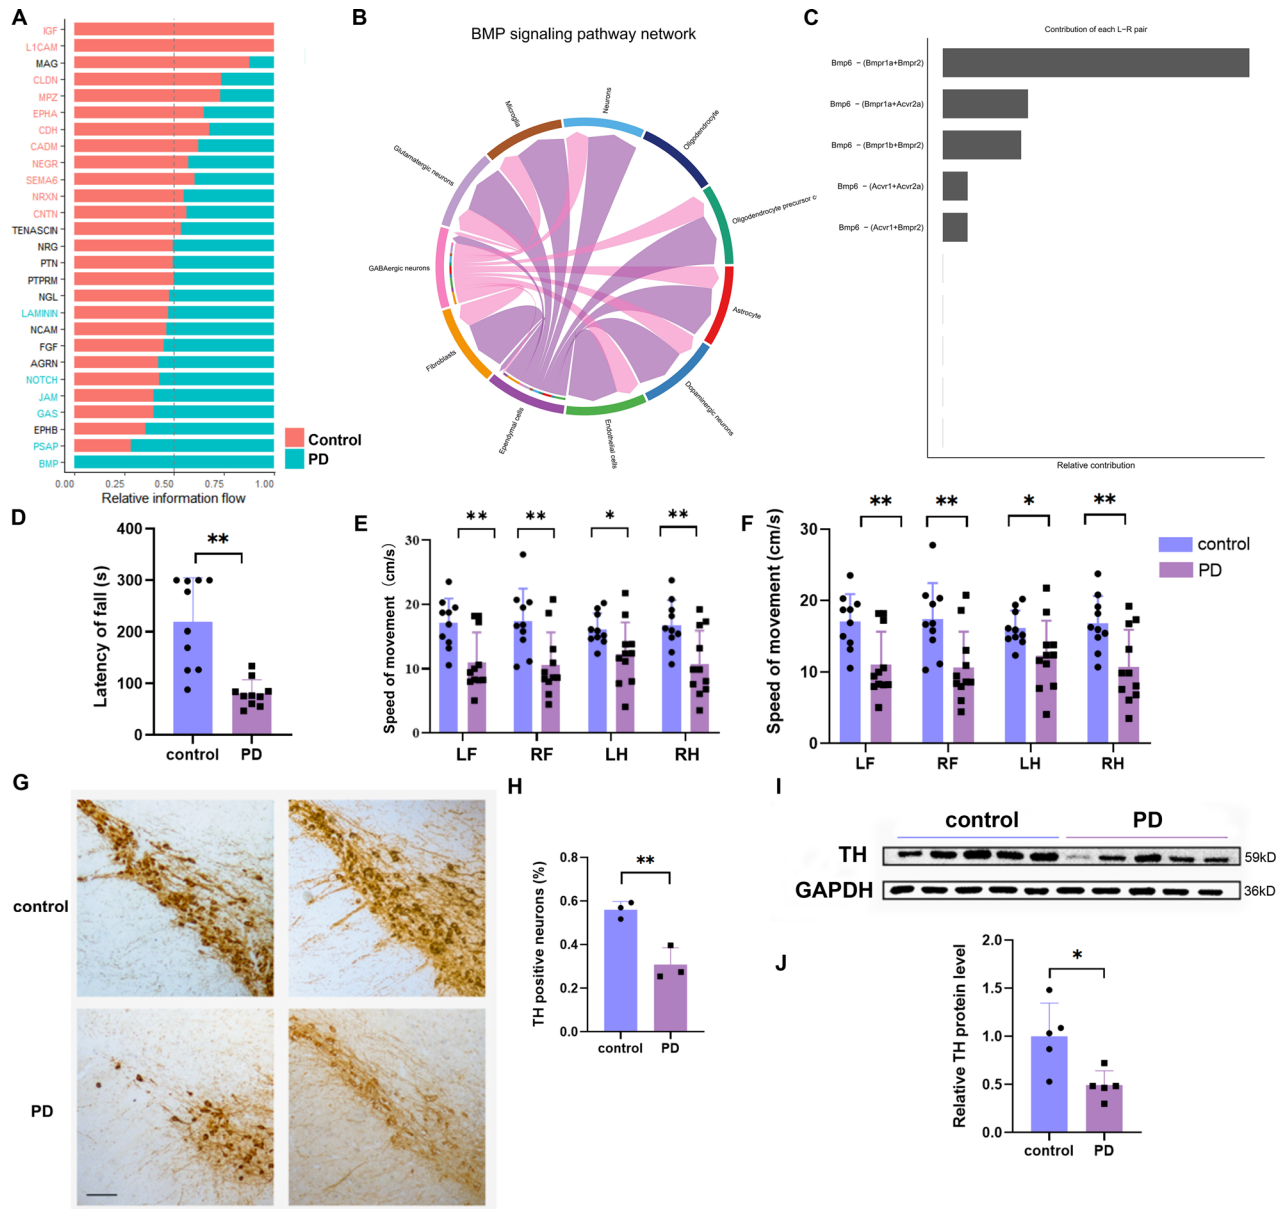 A
IGF
L1CAM
MAG
CLDN
MPZ
EPHA
CDH
CADM
NEGR
SEMA6
NRXN
CNTN
TENASCIN
NRG
PTN
PTPRM
NGL
LAMININ
NCAM
FGF
AGRN
NOTCH
JAM
GAS
EPHB
PSAP
BMP
0.00 0.25 0.50 0.75 1.00
Relative information flow
Control
PD
B
BMP signaling pathway network
Neurons
Microglia
Oligodendrocyte
Glutamatergic neurons
Oligodendrocyte precursor c
GABAergic neurons
Astrocyte
Fibroblasts
Dopaminergic neurons
Ependymal cells
Endothelial cells
C
Contribution of each L−R pair
Bmp6 − (Bmpr1a+Bmpr2)
Bmp6 − (Bmpr1a+Acvr2a)
Bmp6 − (Bmpr1b+Bmpr2)
Bmp6 − (Acvr1+Acvr2a)
Bmp6 − (Acvr1+Bmpr2)
Relative contribution
D
Latency of fall (s)
400
300
200
100
0
**
control PD
E
Speed of movement (cm/s)
30
20
10
0
** ** * **
LF RF LH RH
F
Speed of movement (cm/s)
30
20
10
0
** ** * **
LF RF LH RH
control
PD
G
control
PD
H
TH positive neurons (%)
0.8
0.6
0.4
0.2
0.0
**
control PD
I
control PD
TH 59kD
GAPDH 36kD
J
Relative TH protein level
2.0
1.5
1.0
0.5
0.0
*
control PD